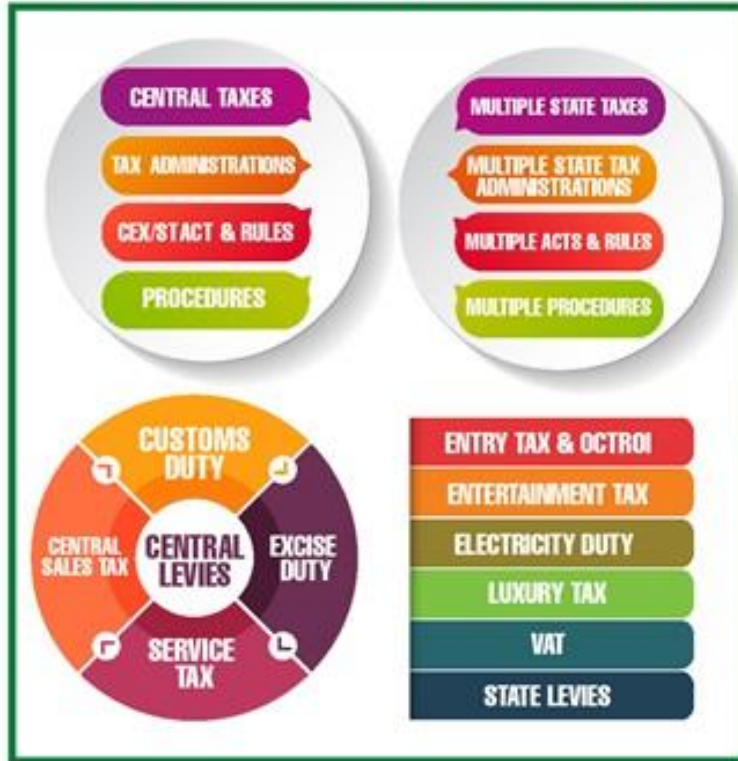 CENTRAL TAXES
TAX ADMINISTRATIONS
CEX/STACT & RULES
PROCEDURES
MULTIPLE STATE TAXES
MULTIPLE STATE TAX
ADMINISTRATIONS
MULTIPLE ACTS & RULES
MULTIPLE PROCEDURES
CUSTOMS
DUTY
CENTRAL
SALES TAX
CENTRAL
LEVIES
EXCISE
DUTY
SERVICE
TAX
ENTRY TAX & OCTROI
ENTERTAINMENT TAX
ELECTRICITY DUTY
LUXURY TAX
VAT
STATE LEVIES